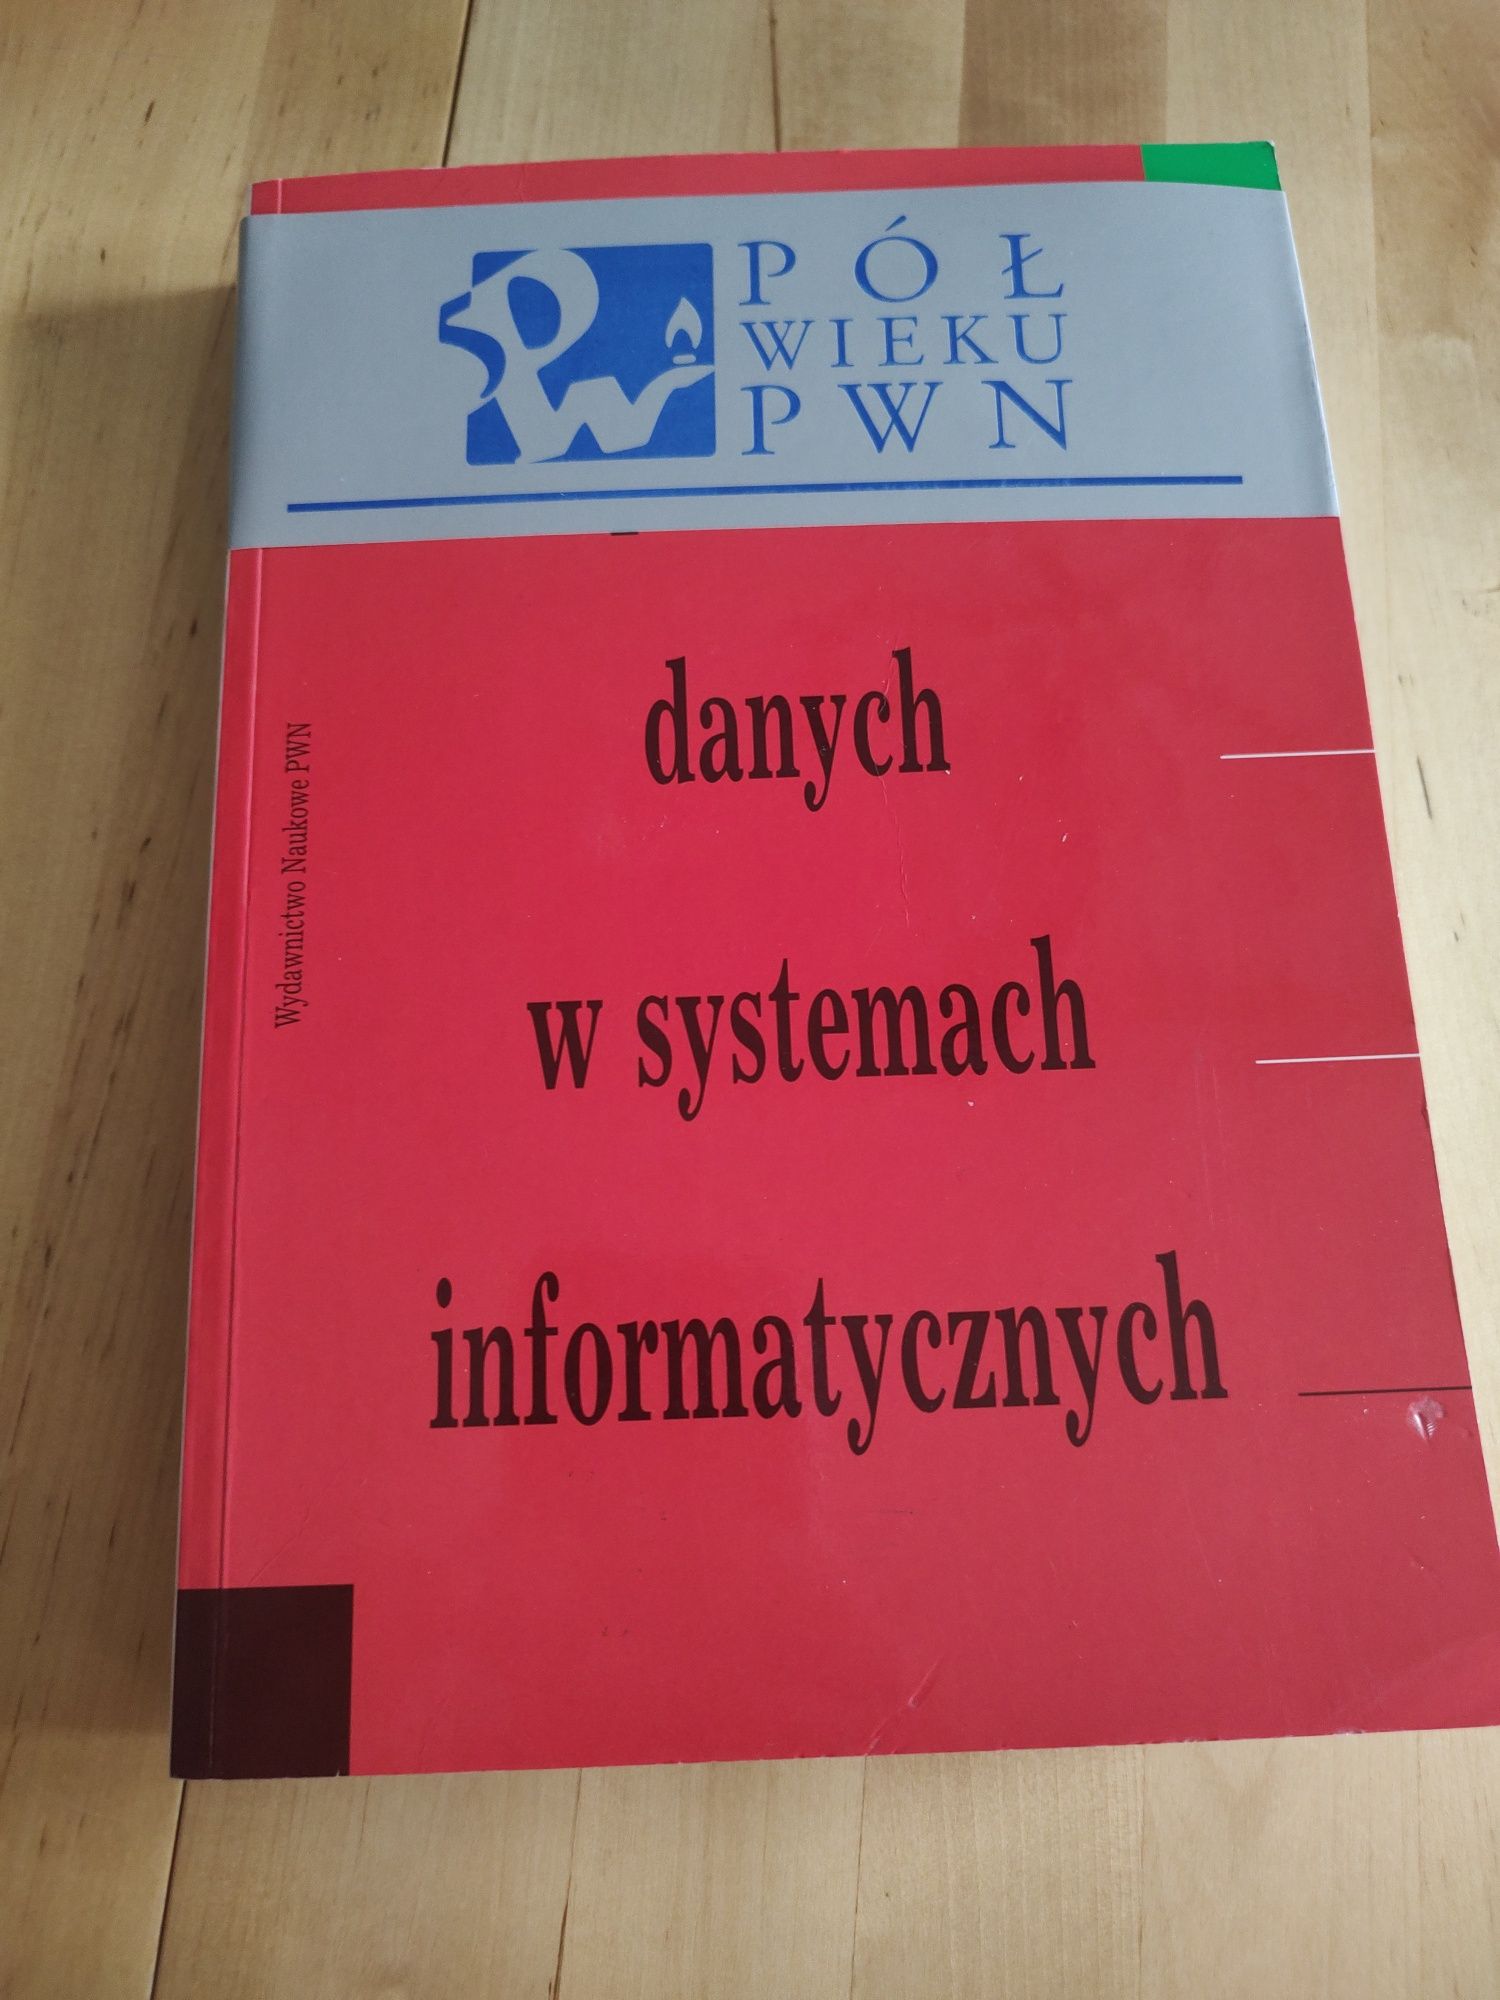 PÓŁ
WIEKU
PWN
danych
w systemach
informatycznych
Wydawnictwo Naukowe PWN